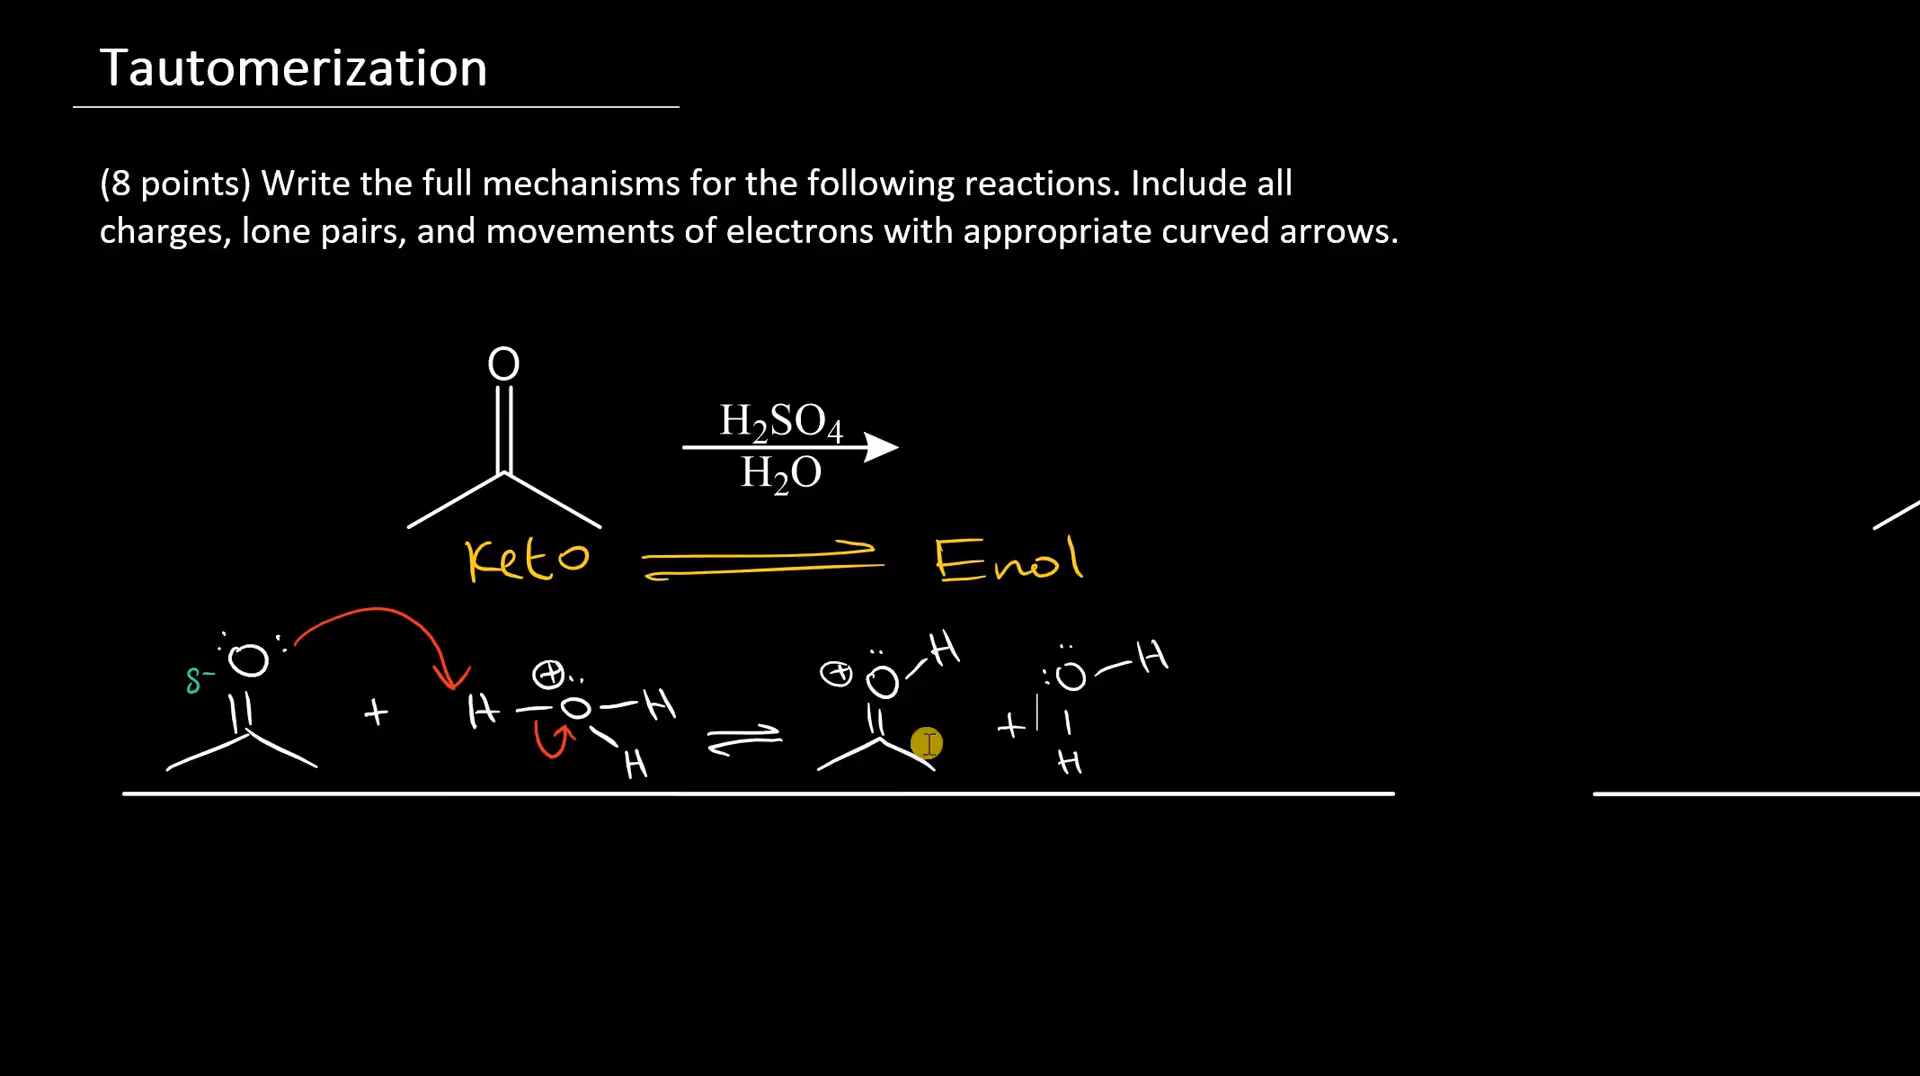 Tautomerization
(8 points) Write the full mechanisms for the following reactions. Include all
charges, lone pairs, and movements of electrons with appropriate curved arrows.
O
H₂SO₄
H₂O
Keto ⇌ Enol
:Ö: + H-O-H ⊕ ⇌ ⊕ Ö-H + :Ö-H
δ-
H
H